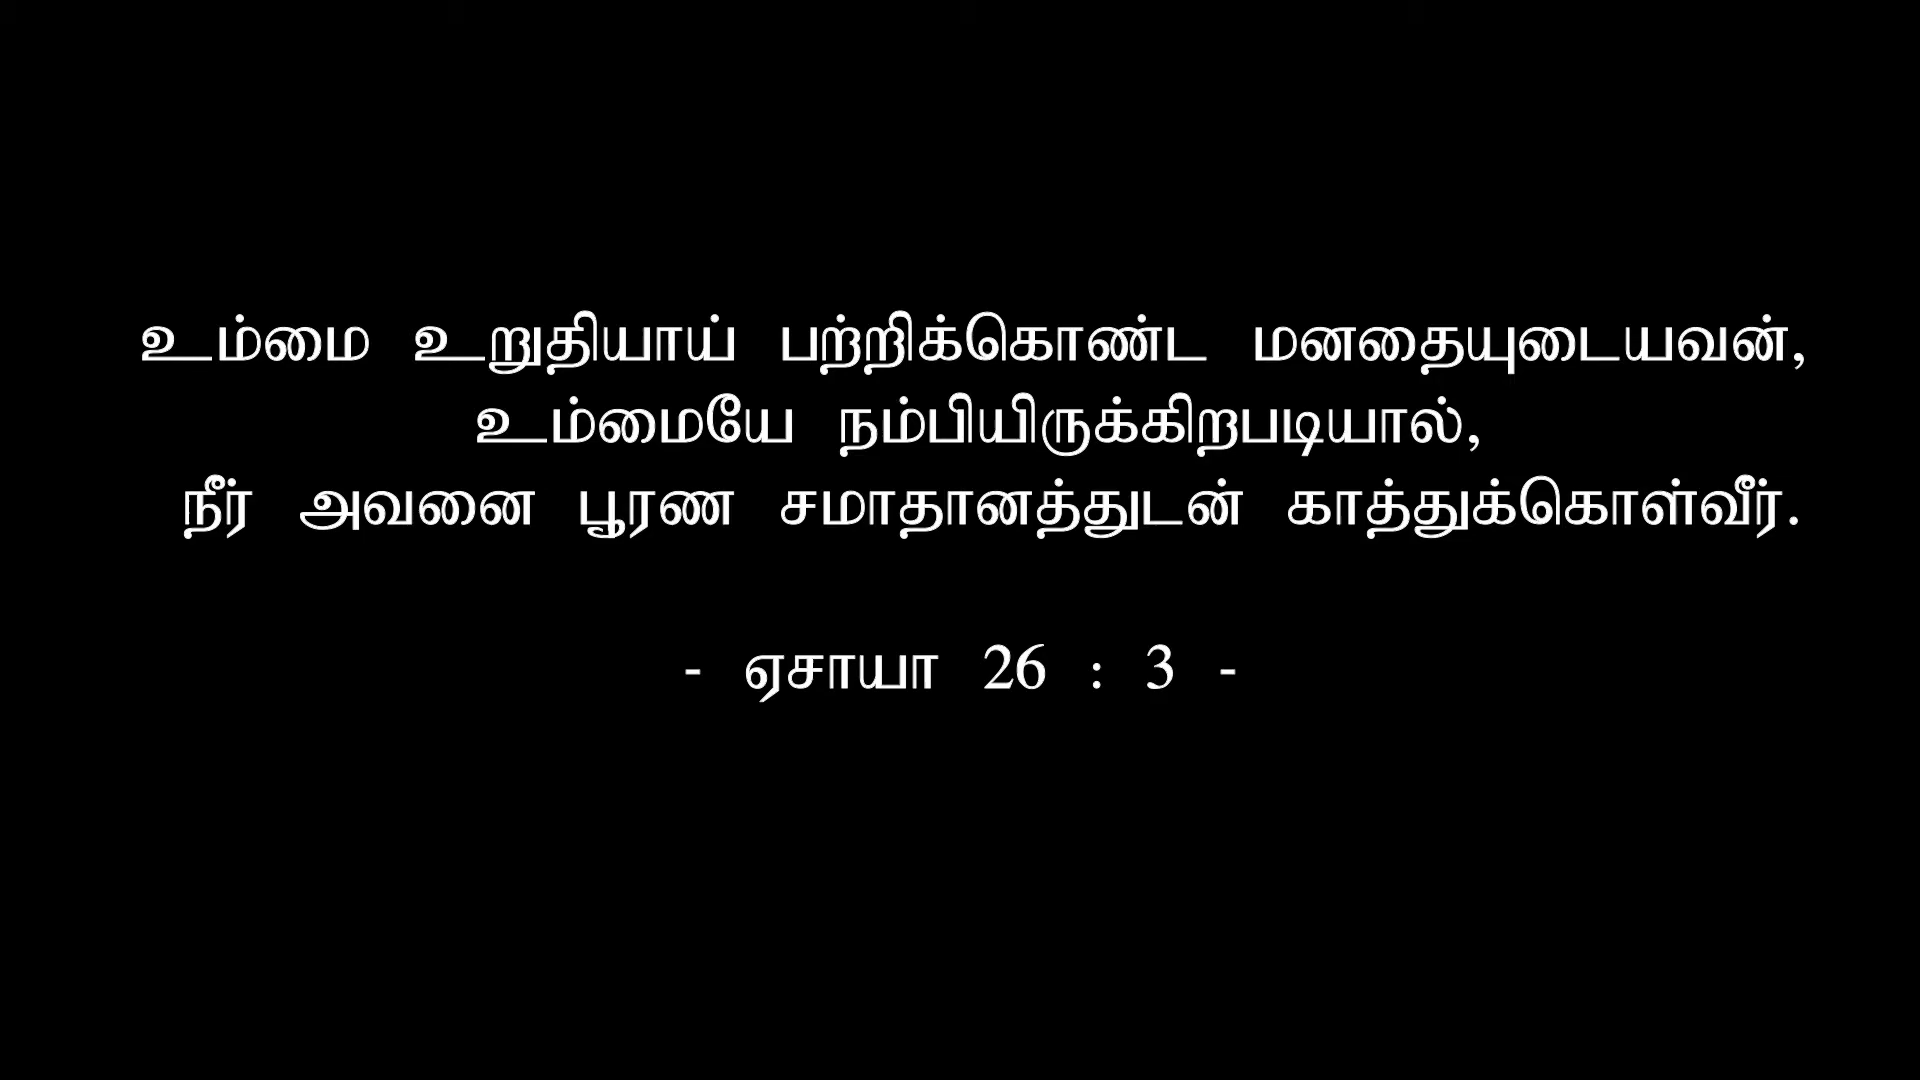 உம்மை உறுதியாய் பற்றிக்கொண்ட மனதையுடையவன்,
உம்மையே நம்பியிருக்கிறபடியால்,
நீர் அவனை பூரண சமாதானத்துடன் காத்துக்கொள்வீர்.
- ஏசாயா 26 : 3 -